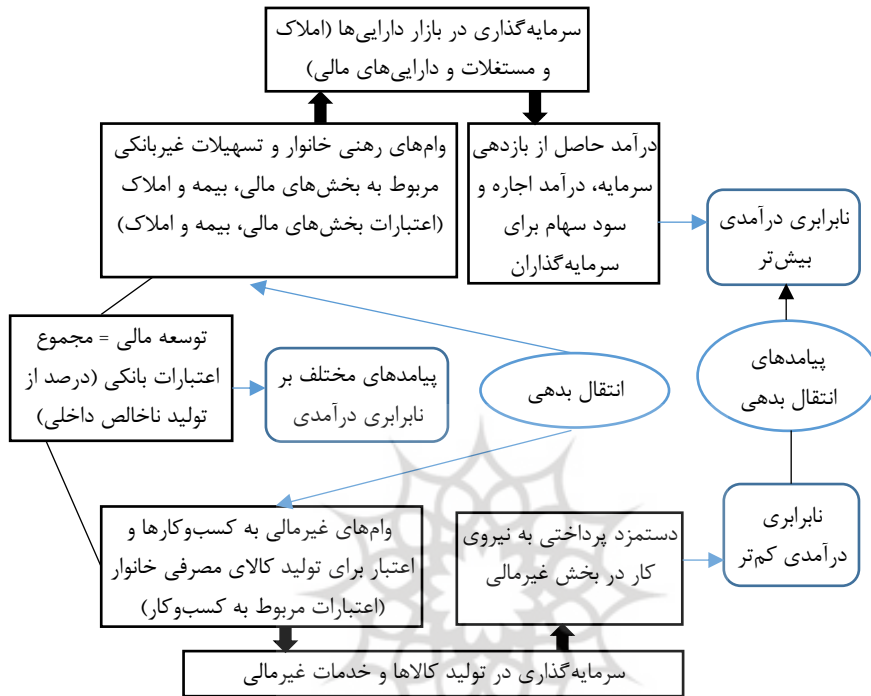 سرمایه‌گذاری در بازار دارایی‌ها (املاک
و مستغلات و دارایی‌های مالی)
درآمد حاصل از بازدهی
سرمایه، درآمد اجاره و
سود سهام برای
سرمایه‌گذاران
وام‌های رهنی خانوار و تسهیلات غیربانکی
مربوط به بخش‌های مالی، بیمه و املاک
(اعتبارات بخش‌های مالی، بیمه و املاک)
نابرابری درآمدی
بیش‌تر
توسعه مالی = مجموع
اعتبارات بانکی (درصد از
تولید ناخالص داخلی)
پیامدهای مختلف بر
نابرابری درآمدی
انتقال بدهی
پیامدهای
انتقال بدهی
وام‌های غیرمالی به کسب‌وکارها و
اعتبار برای تولید کالای مصرفی خانوار
(اعتبارات مربوط به کسب‌وکار)
دستمزد پرداختی به نیروی
کار در بخش غیرمالی
نابرابری
درآمدی کم‌تر
سرمایه‌گذاری در تولید کالاها و خدمات غیرمالی